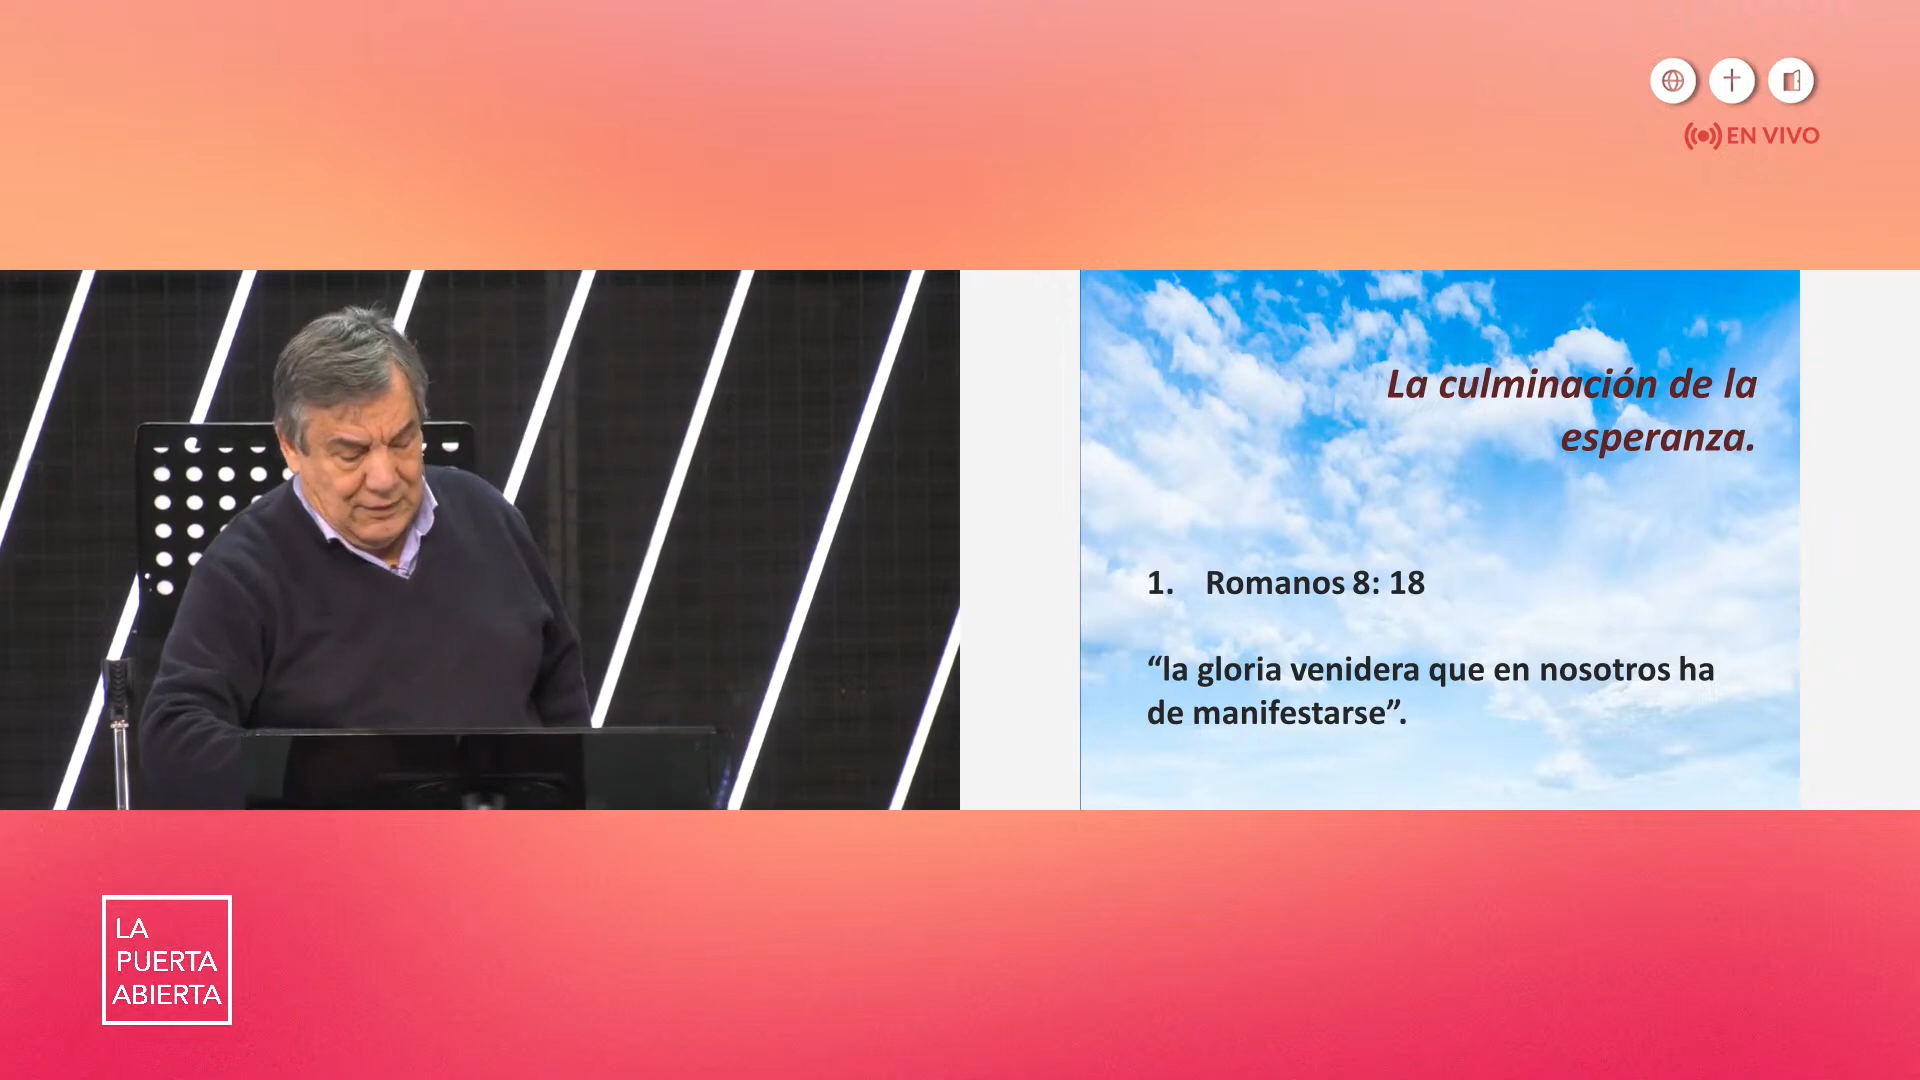 EN VIVO
La culminación de la
esperanza.
1. Romanos 8: 18
“la gloria venidera que en nosotros ha
de manifestarse”.
LA
PUERTA
ABIERTA